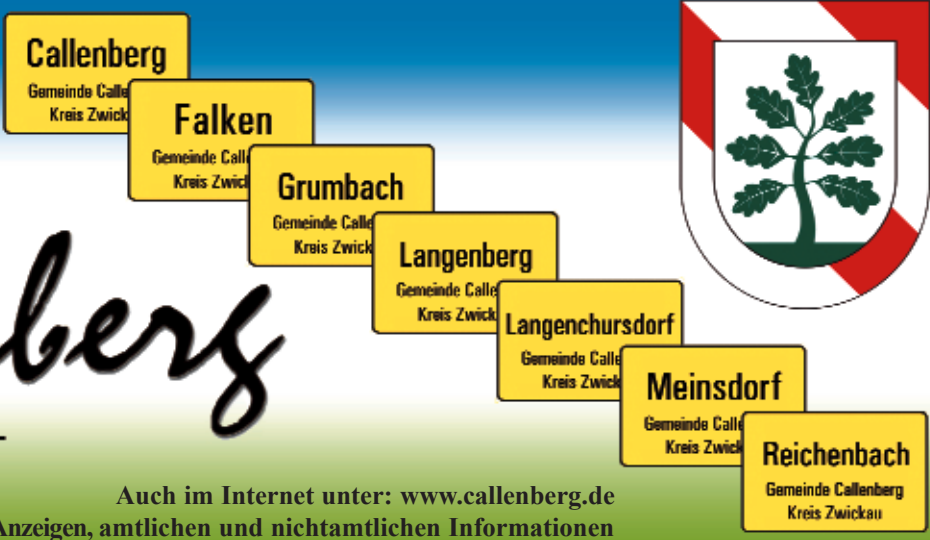 Callenberg
Gemeinde Calle
Kreis Zwick
Falken
Gemeinde Call
Kreis Zwick
Grumbach
Gemeinde Calle
Kreis Zwick
Langenberg
Gemeinde Calle
Kreis Zwick
Langenchursdorf
Gemeinde Calle
Kreis Zwick
Meinsdorf
Gemeinde Call
Kreis Zwick
Reichenbach
Gemeinde Callenberg
Kreis Zwickau
berg
Auch im Internet unter: www.callenberg.de
Anzeigen, amtlichen und nichtamtlichen Informationen